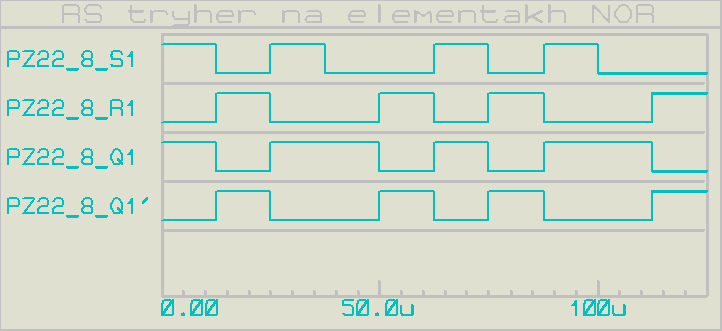 RS tryher na elementakh NOR
PZ22_8_S1
PZ22_8_R1
PZ22_8_Q1
PZ22_8_Q1'
0.00 50.0u 100u